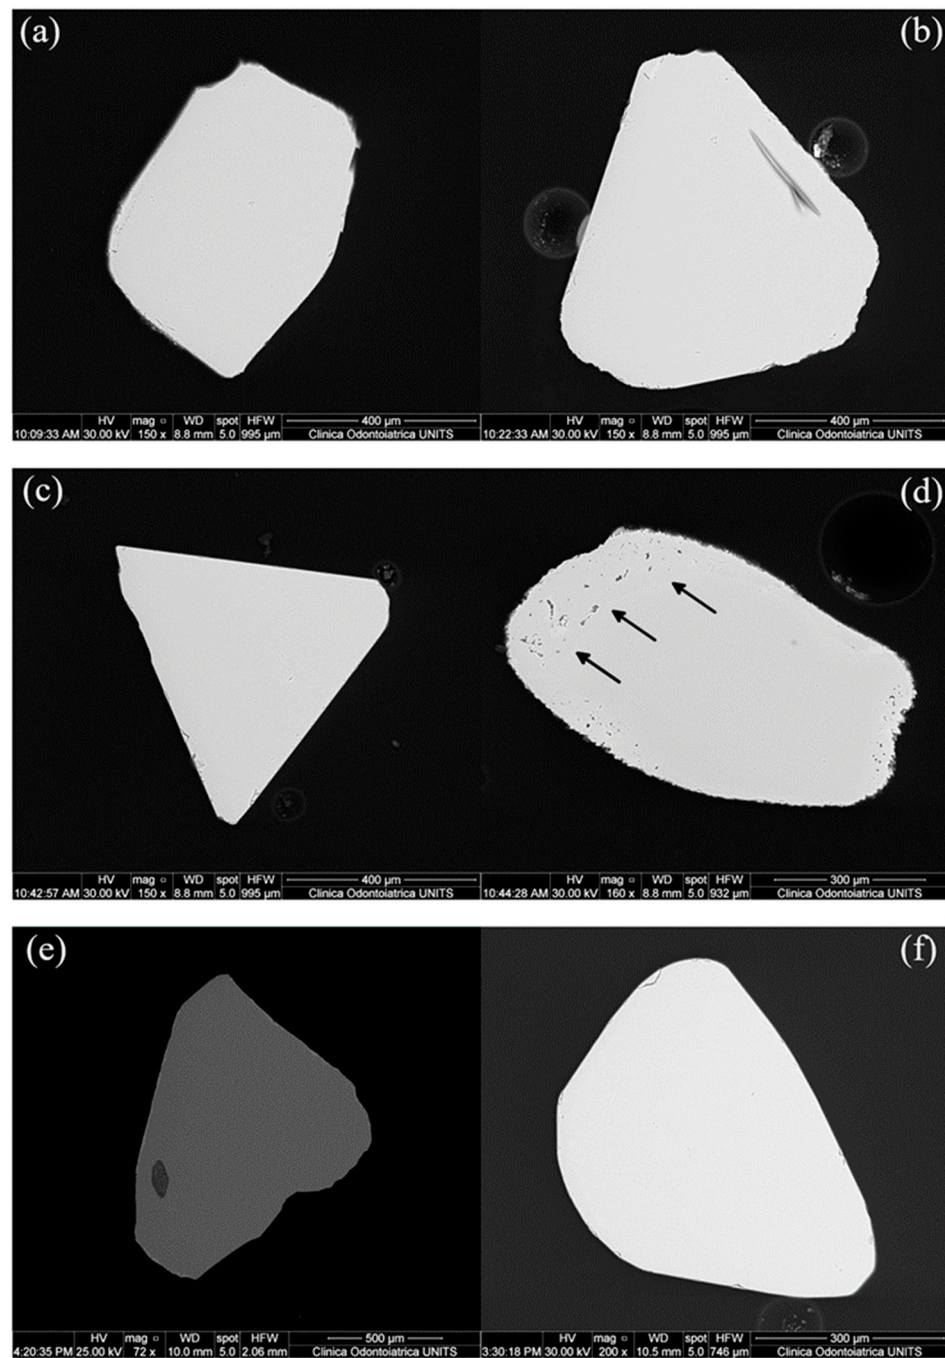 (a)
(b)
HV mag □ WD spot HFW 400 µm
10:09:33 AM 30.00 kV 150 x 8.8 mm 5.0 995 µm Clinica Odontoiatrica UNITS
HV mag □ WD spot HFW 400 µm
10:22:33 AM 30.00 kV 150 x 8.8 mm 5.0 995 µm Clinica Odontoiatrica UNITS
(c)
(d)
HV mag □ WD spot HFW 400 µm
10:42:57 AM 30.00 kV 150 x 8.8 mm 5.0 995 µm Clinica Odontoiatrica UNITS
HV mag □ WD spot HFW 300 µm
10:44:28 AM 30.00 kV 160 x 8.8 mm 5.0 932 µm Clinica Odontoiatrica UNITS
(e)
(f)
HV mag □ WD spot HFW 500 µm
4:20:35 PM 25.00 kV 72 x 10.0 mm 5.0 2.06 mm Clinica Odontoiatrica UNITS
HV mag □ WD spot HFW 300 µm
3:30:18 PM 30.00 kV 200 x 10.5 mm 5.0 746 µm Clinica Odontoiatrica UNITS